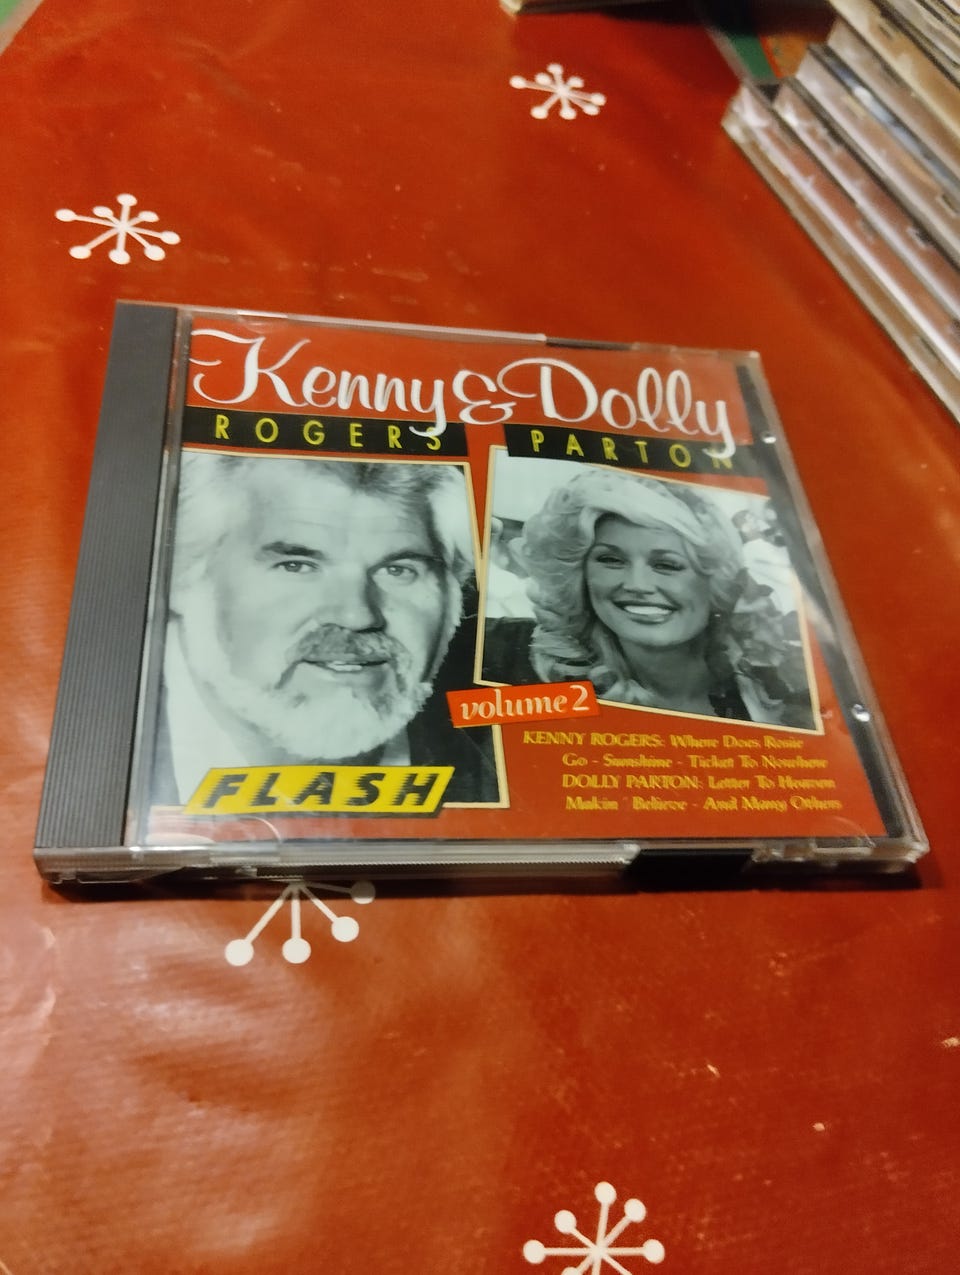 Kenny & Dolly
ROGERS PARTON
volume 2
KENNY ROGERS: Where Does Rosie
Go - Sunshine - Ticket To Nowhere
DOLLY PARTON: Letter To Heaven
Makin' Believe - And Many Others
FLASH